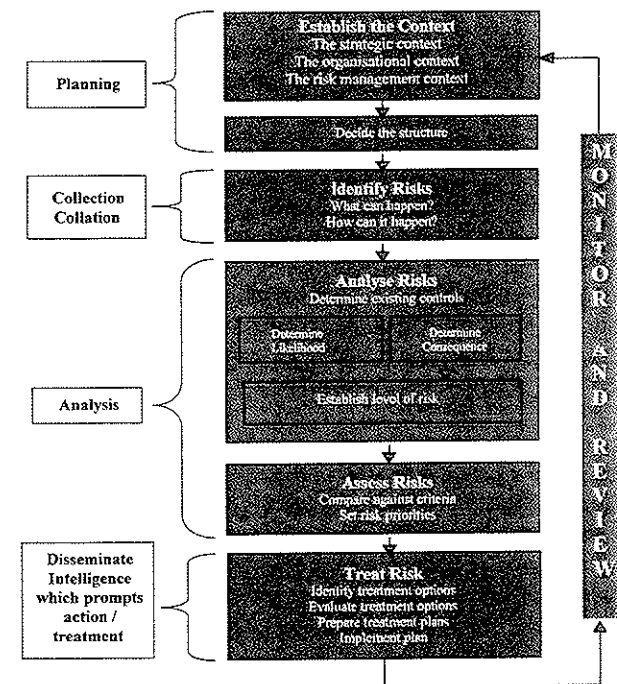 Establish the Context
The strategic context
The organisational context
The risk management context
Planning
Decide the structure
Identify Risks
What can happen?
How can it happen?
Collection
Collation
Analyse Risks
Determine existing controls
Determine
Likelihood
Determine
Consequence
Establish level of risk
Analysis
Assess Risks
Compare against criteria
Set risk priorities
Disseminate
Intelligence
which prompts
action /
treatment
Treat Risk
Identify treatment options
Evaluate treatment options
Prepare treatment plans
Implement plan
MONITOR AND REVIEW